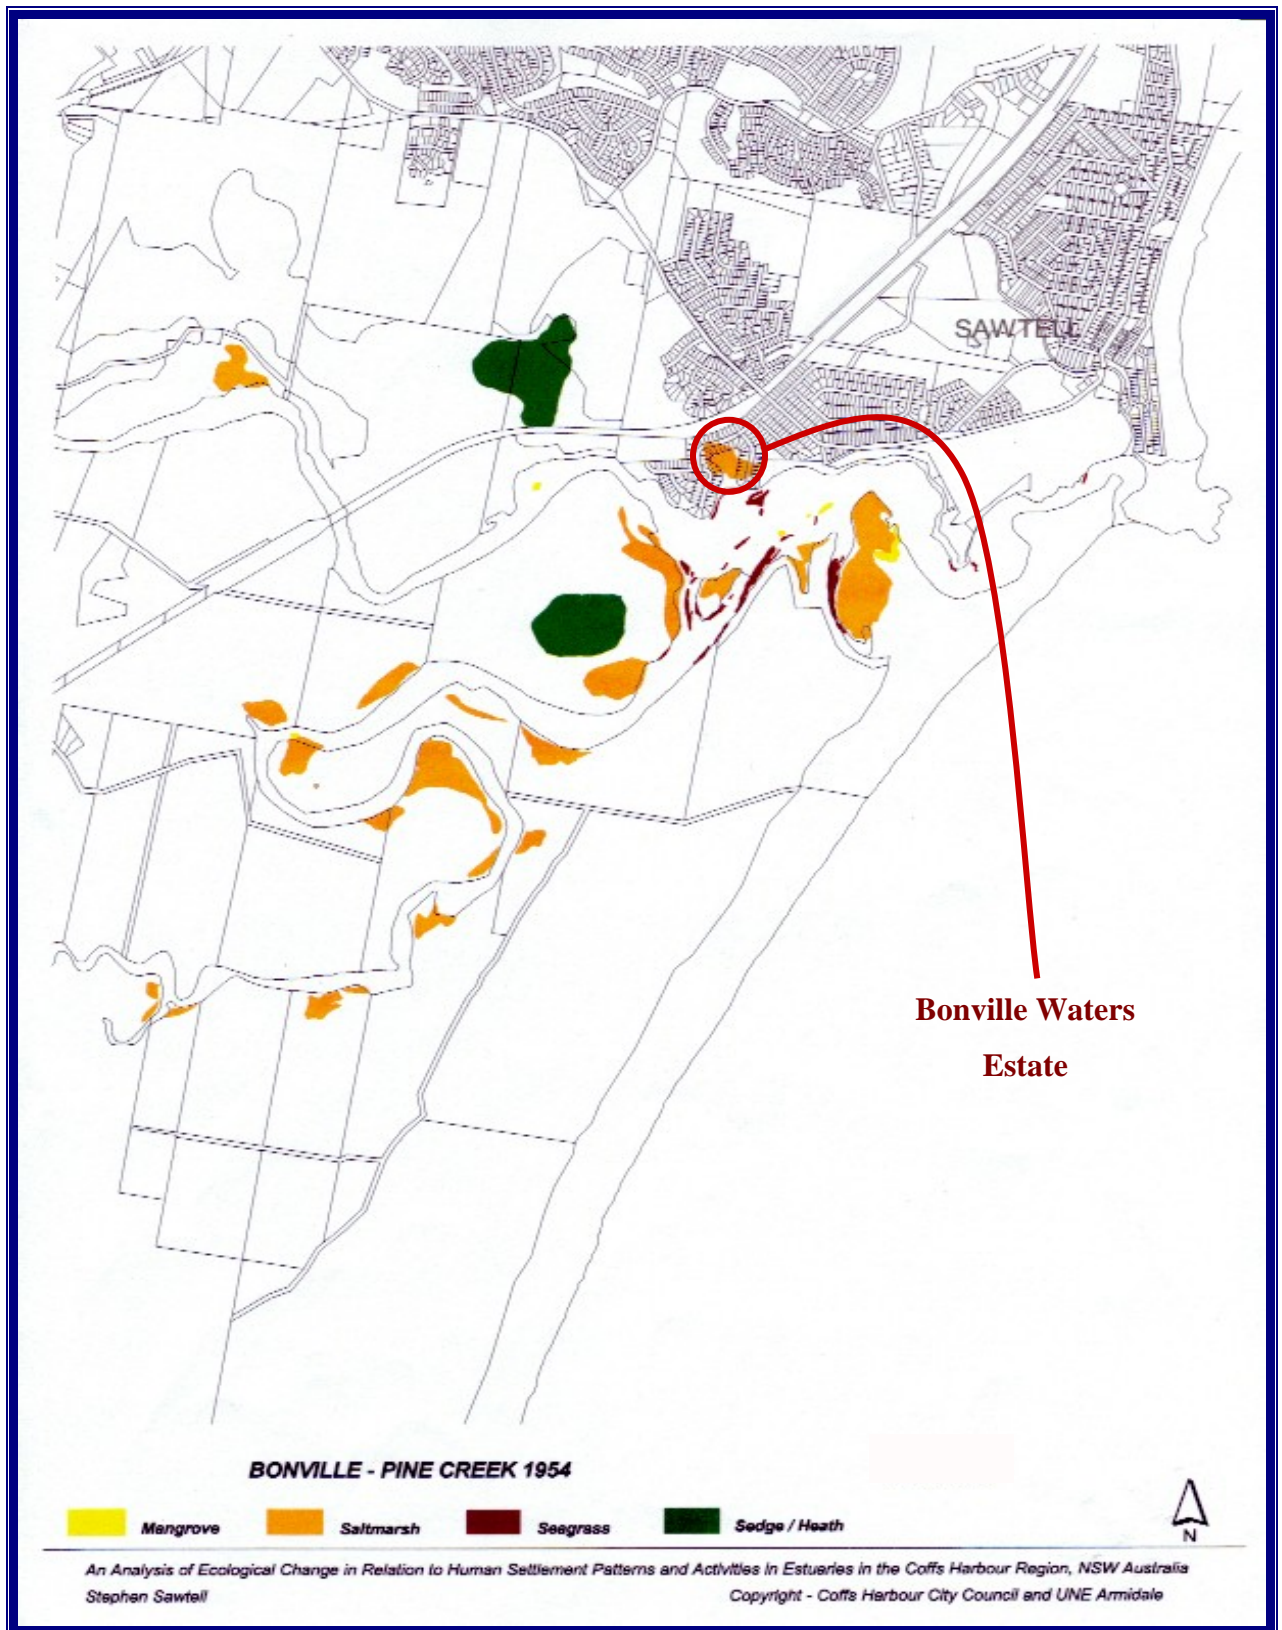 SAWTELL
Bonville Waters
Estate
BONVILLE - PINE CREEK 1954
Mangrove
Saltmarsh
Seagrass
Sedge / Heath
N
An Analysis of Ecological Change in Relation to Human Settlement Patterns and Activities in Estuaries in the Coffs Harbour Region, NSW Australia
Stephen Sawtell
Copyright - Coffs Harbour City Council and UNE Armidale